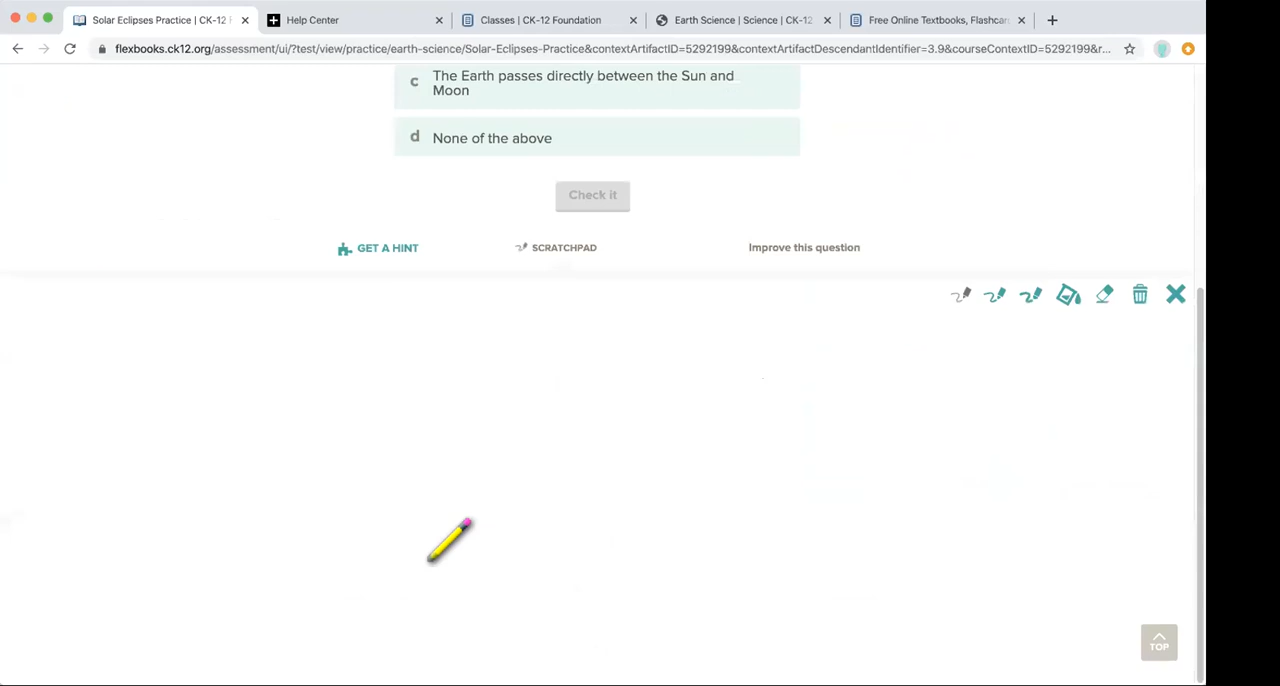 Solar Eclipses Practice | CK-12 F
Help Center
Classes | CK-12 Foundation
Earth Science | Science | CK-12
Free Online Textbooks, Flashcar
flexbooks.ck12.org/assessment/ui/?test/view/practice/earth-science/Solar-Eclipses-Practice&contextArtifactID=5292199&contextArtifactDescendantIdentifier=3.9&courseContextID=5292199&r...
c The Earth passes directly between the Sun and
Moon
d None of the above
Check it
GET A HINT
SCRATCHPAD
Improve this question
TOP